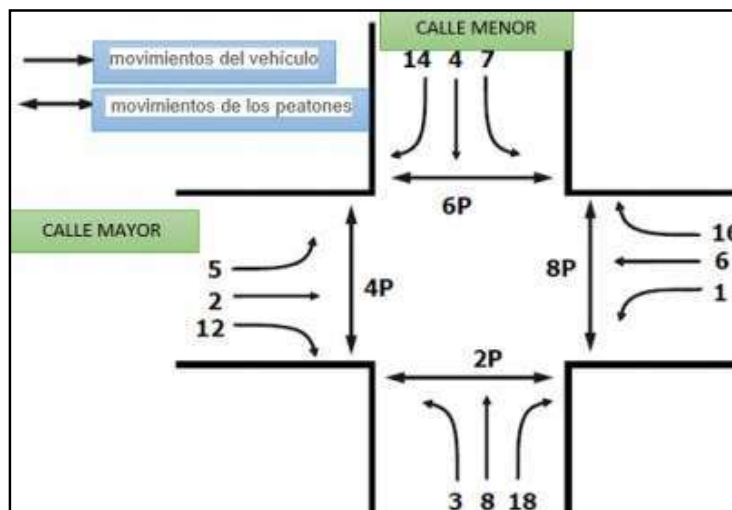 CALLE MENOR
movimientos del vehículo
14 4 7
movimientos de los peatones
6P
CALLE MAYOR
16
5
8P
6
4P
2
1
12
2P
3 8 18